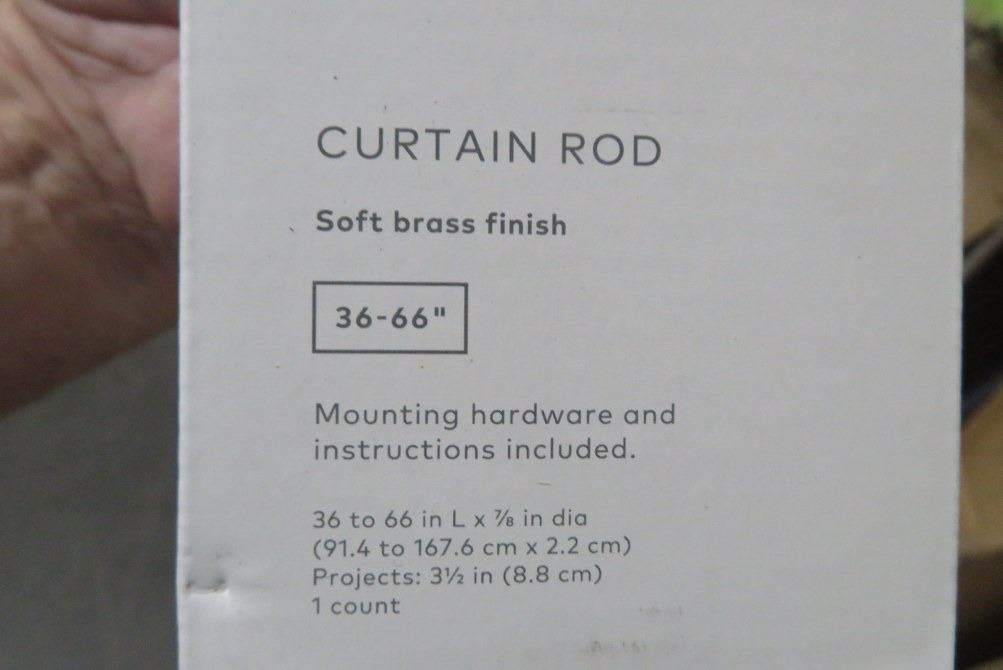 CURTAIN ROD
Soft brass finish
36-66"
Mounting hardware and
instructions included.
36 to 66 in L x ⅞ in dia
(91.4 to 167.6 cm x 2.2 cm)
Projects: 3½ in (8.8 cm)
1 count